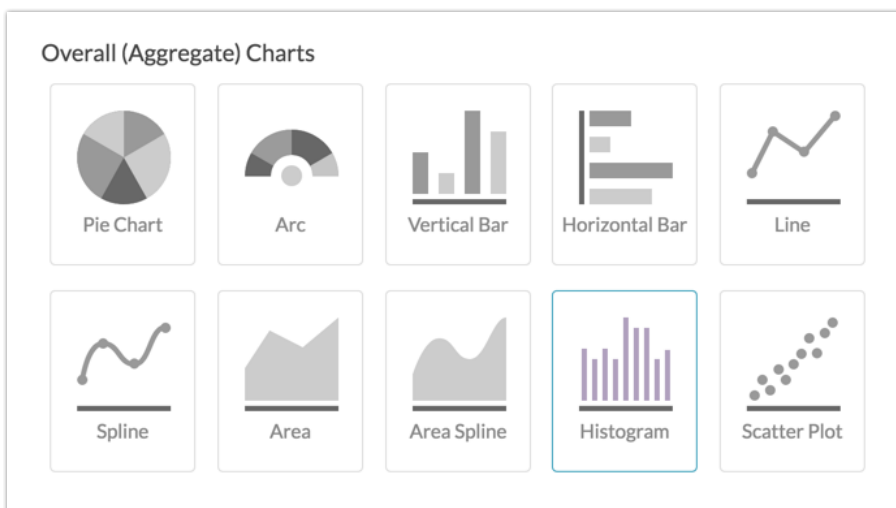 Overall (Aggregate) Charts
Pie Chart
Arc
Vertical Bar
Horizontal Bar
Line
Spline
Area
Area Spline
Histogram
Scatter Plot